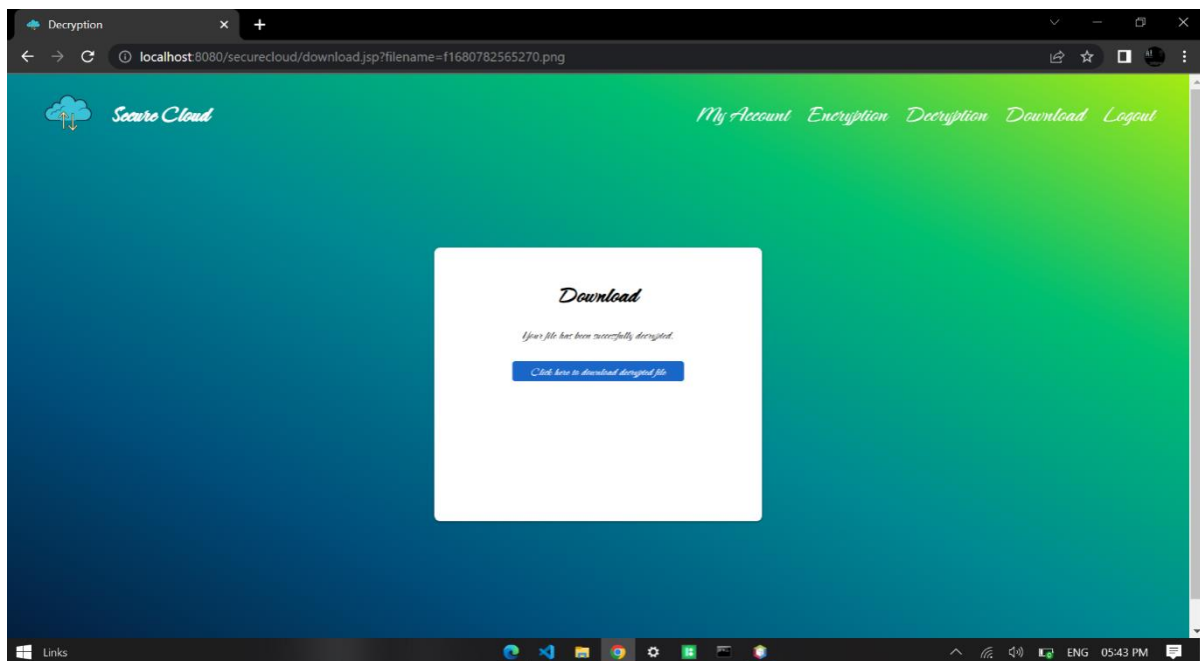 Decryption
localhost:8080/securecloud/download.jsp?filename=f1680782565270.png
Secure Cloud
My Account Encryption Decryption Download Logout
Download
Your file has been successfully decrypted.
Click here to download decrypted file
Links
ENG 05:43 PM